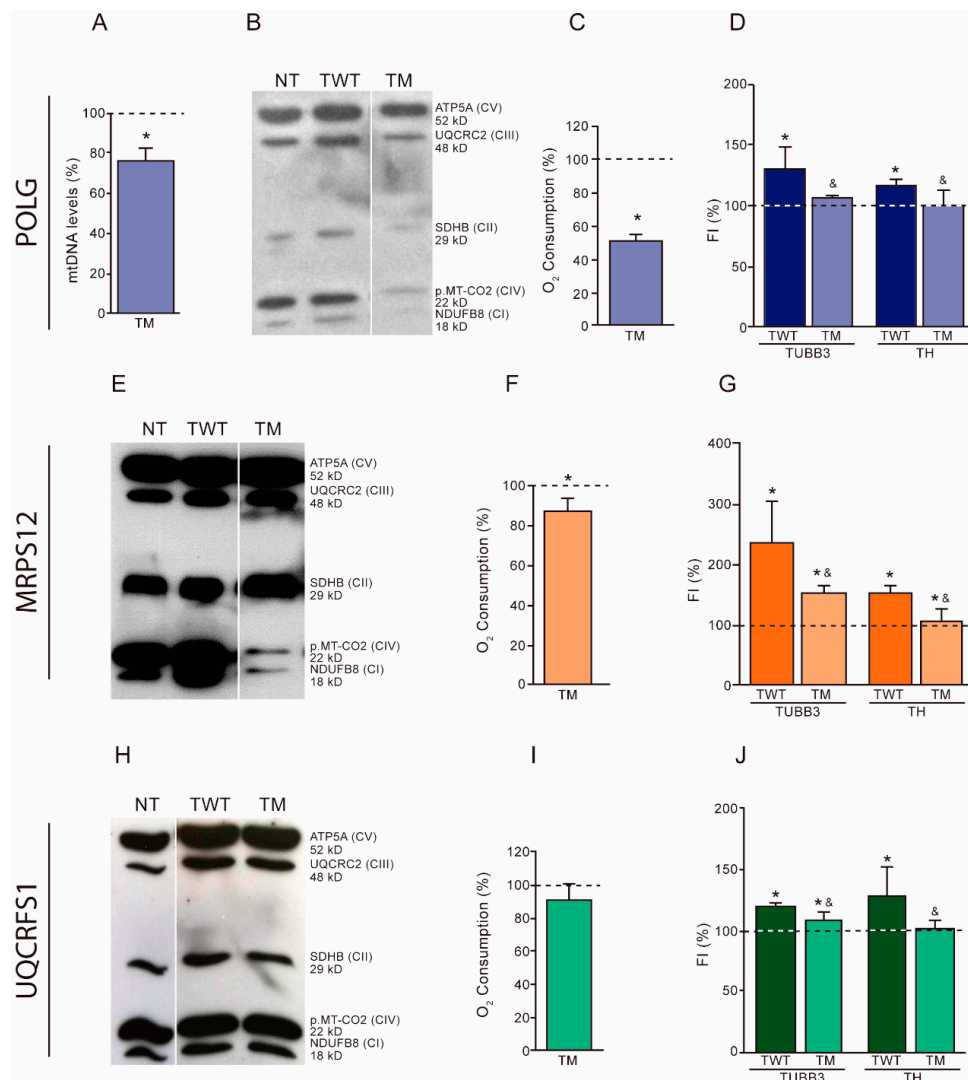 A
B
C
D
POLG
mtDNA levels (%)
100
80
60
40
20
0
*
TM
NT TWT TM
ATP5A (CV)
52 kD
UQCRC2 (CIII)
48 kD
SDHB (CII)
29 kD
p.MT-CO2 (CIV)
22 kD
NDUFB8 (CI)
18 kD
O2 Consumption (%)
120
100
80
60
40
20
0
*
TM
FI (%)
200
150
100
50
0
* & * &
TWT TM TWT TM
TUBB3 TH
E
F
G
MRPS12
NT TWT TM
ATP5A (CV)
52 kD
UQCRC2 (CIII)
48 kD
SDHB (CII)
29 kD
p.MT-CO2 (CIV)
22 kD
NDUFB8 (CI)
18 kD
O2 Consumption (%)
100
80
60
40
20
0
*
TM
FI (%)
400
300
200
100
0
* * & * * &
TWT TM TWT TM
TUBB3 TH
H
I
J
UQCRFS1
NT TWT TM
ATP5A (CV)
52 kD
UQCRC2 (CIII)
48 kD
SDHB (CII)
29 kD
p.MT-CO2 (CIV)
22 kD
NDUFB8 (CI)
18 kD
O2 Consumption (%)
120
100
80
60
40
20
0
TM
FI (%)
200
150
100
50
0
* * & * &
TWT TM TWT TM
TUBB3 TH